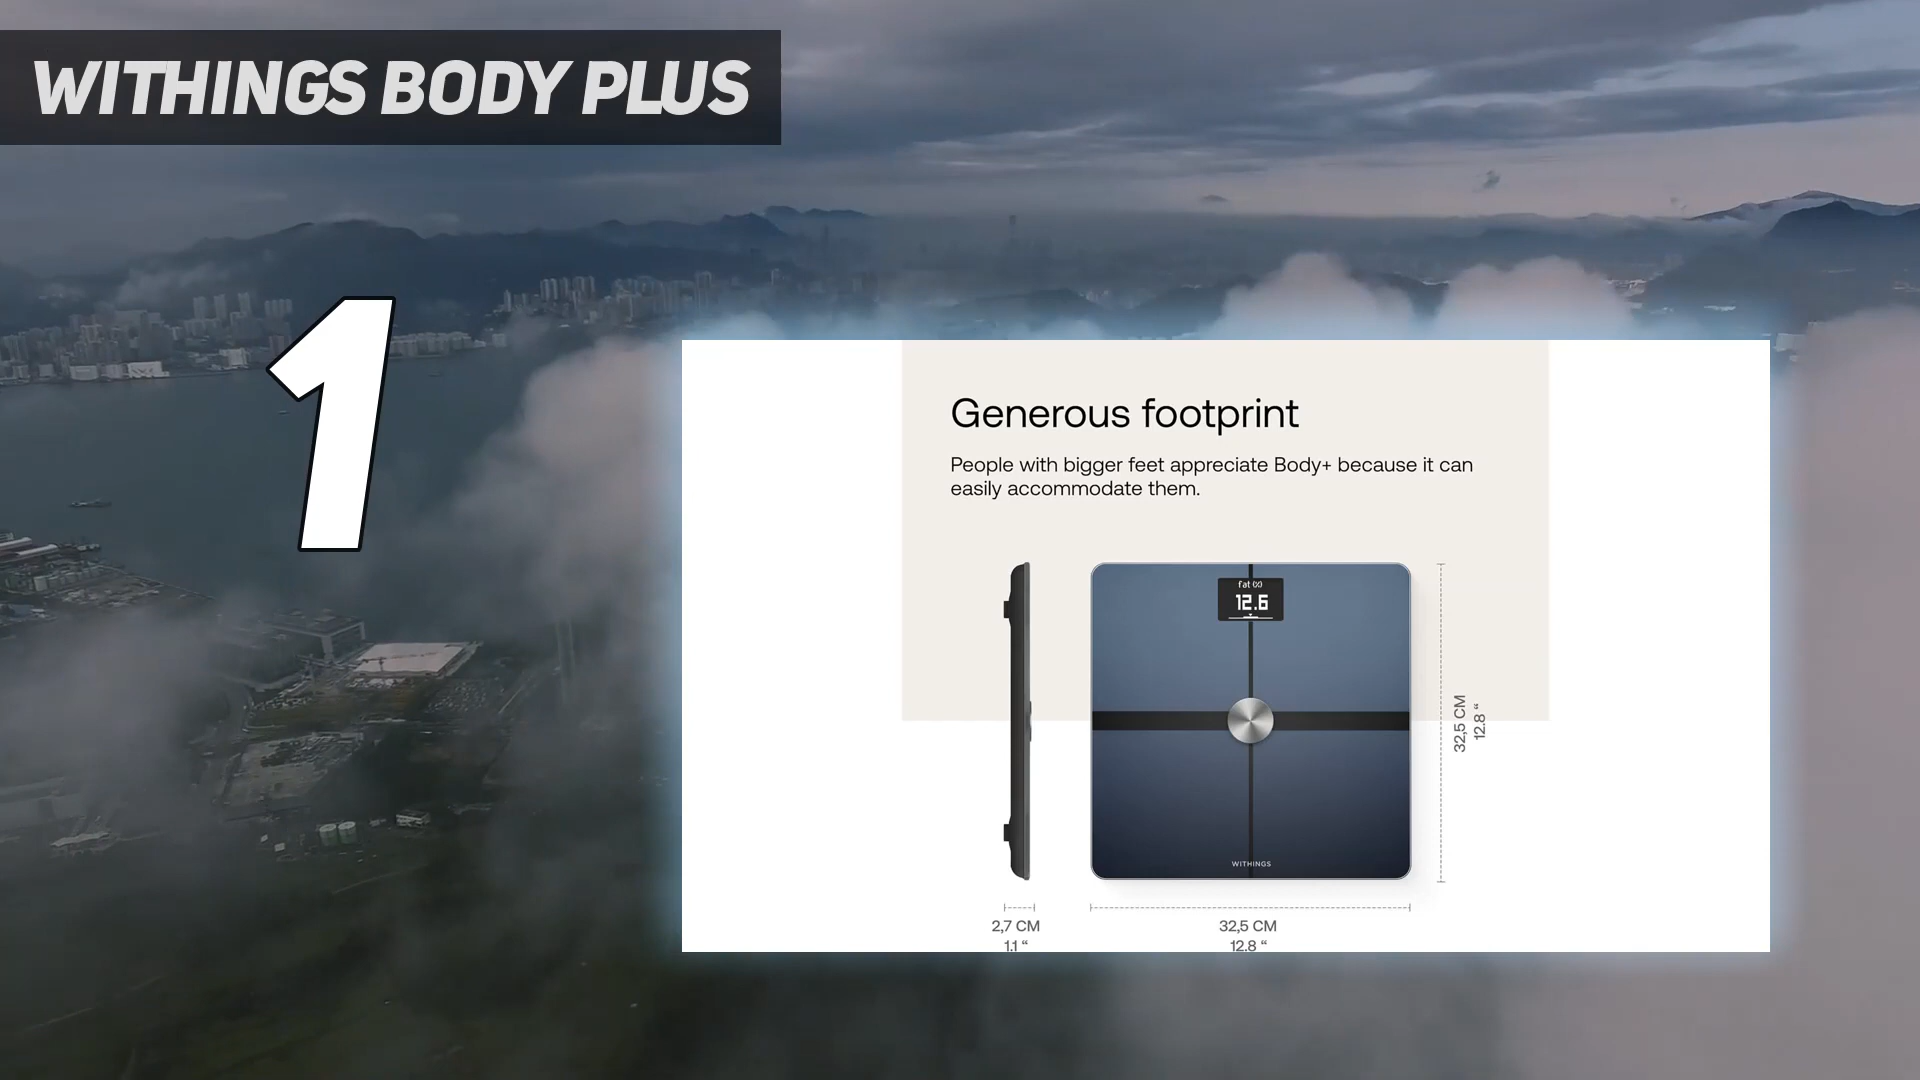 WITHINGS BODY PLUS
1
Generous footprint
People with bigger feet appreciate Body+ because it can
easily accommodate them.
fat (%)
12.6
WITHINGS
32,5 CM
12.8 “
2,7 CM
1.1 “
32,5 CM
12.8 “